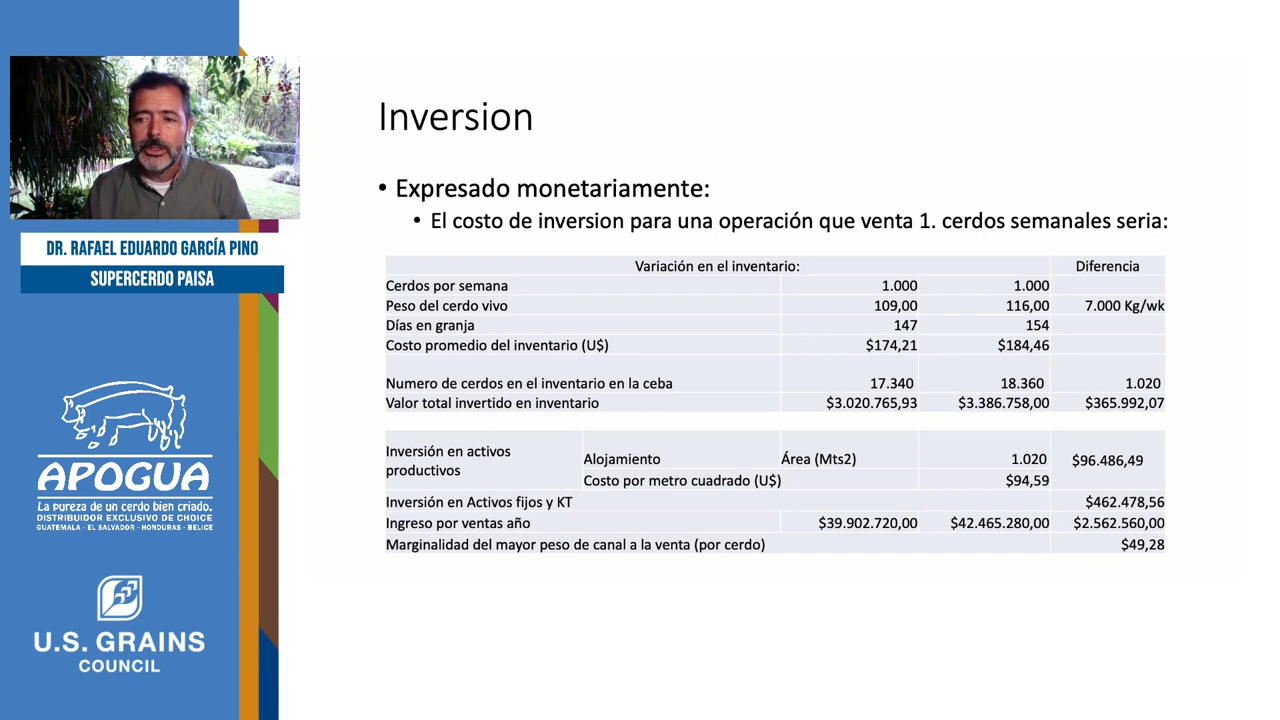 Inversion
• Expresado monetariamente:
• El costo de inversion para una operación que venta 1. cerdos semanales seria:
Variación en el inventario: Diferencia
Cerdos por semana 1.000 1.000
Peso del cerdo vivo 109,00 116,00 7.000 Kg/wk
Días en granja 147 154
Costo promedio del inventario (U$) $174,21 $184,46
Numero de cerdos en el inventario en la ceba 17.340 18.360 1.020
Valor total invertido en inventario $3.020.765,93 $3.386.758,00 $365.992,07
Inversión en activos
productivos
Alojamiento Área (Mts2) 1.020 $96.486,49
Costo por metro cuadrado (U$) $94,59
Inversión en Activos fijos y KT $462.478,56
Ingreso por ventas año $39.902.720,00 $42.465.280,00 $2.562.560,00
Marginalidad del mayor peso de canal a la venta (por cerdo) $49,28
DR. RAFAEL EDUARDO GARCÍA PINO
SUPERCERDO PAISA
APOGUA
La pureza de un cerdo bien criado.
DISTRIBUIDOR EXCLUSIVO DE CHOICE
GUATEMALA - EL SALVADOR - HONDURAS - BELICE
U.S. GRAINS
COUNCIL